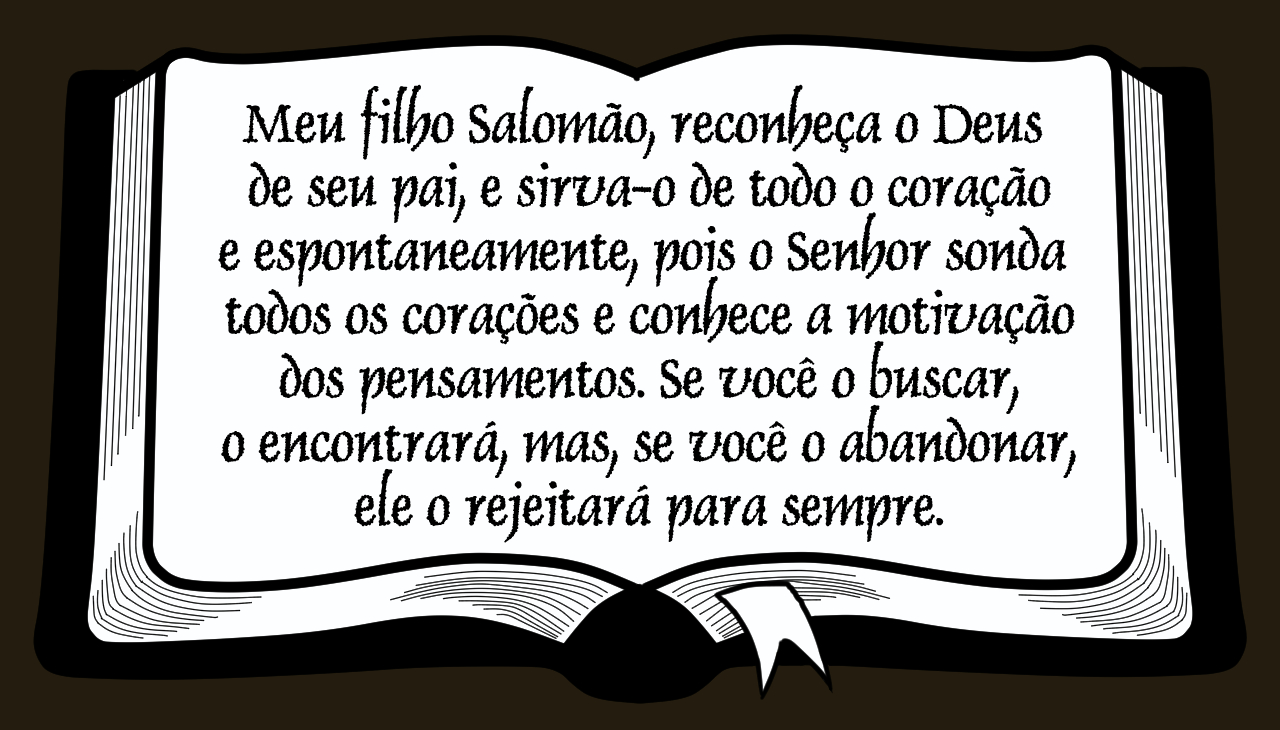 Meu filho Salomão, reconheça o Deus
de seu pai, e sirva-o de todo o coração
e espontaneamente, pois o Senhor sonda
todos os corações e conhece a motivação
dos pensamentos. Se você o buscar,
o encontrará, mas, se você o abandonar,
ele o rejeitará para sempre.